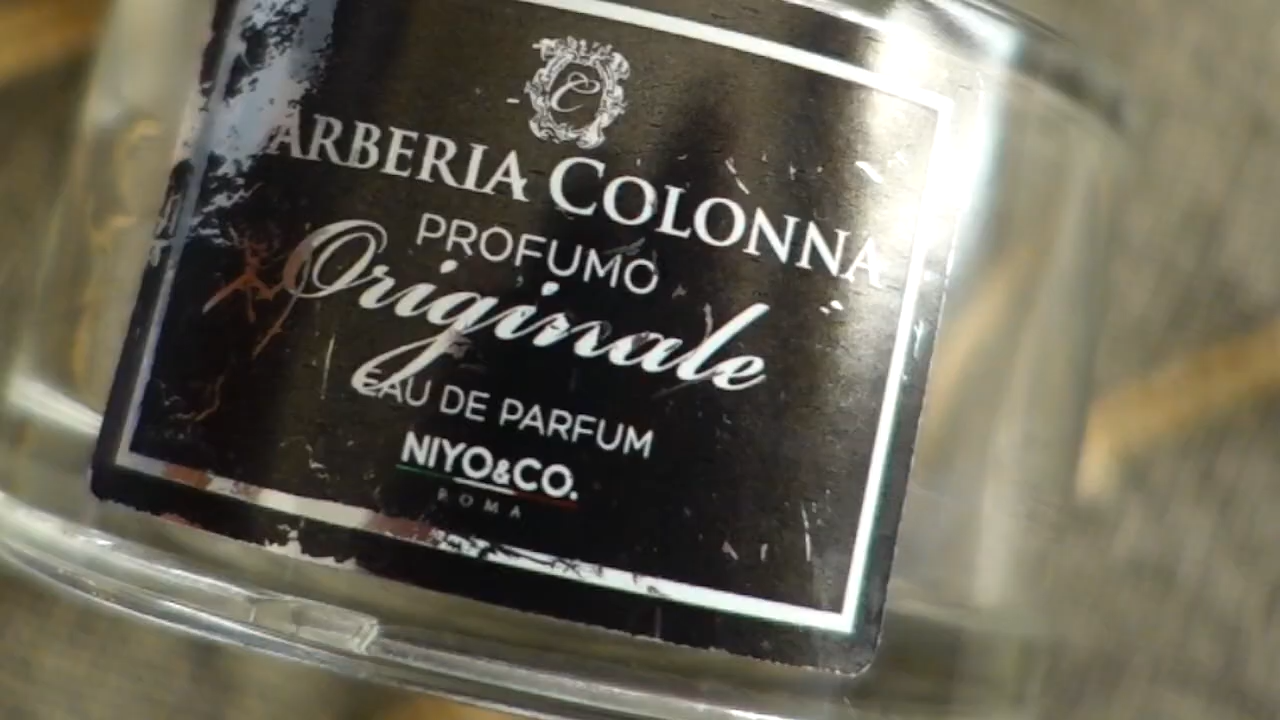 C
ARBERIA COLONNA
PROFUMO
Originale
EAU DE PARFUM
NIYO&CO.
ROMA